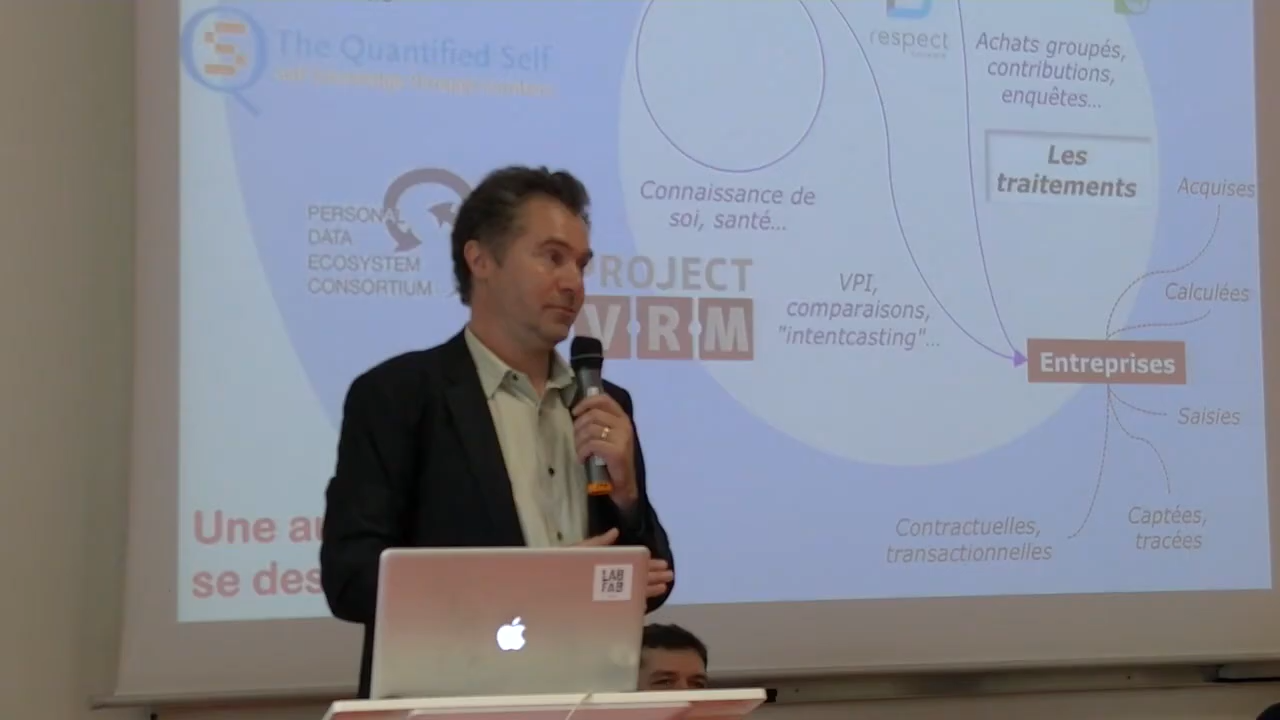 The Quantified Self
respect
Achats groupés,
contributions,
enquêtes...
Les
traitements
Acquises
Connaissance de
soi, santé...
PERSONAL
DATA
ECOSYSTEM
CONSORTIUM
PROJECT
V·R·M
VPI,
comparaisons,
"intentcasting"...
Calculées
Entreprises
Saisies
Contractuelles,
transactionnelles
Captées,
tracées
Une au
se des
LAB
FAB